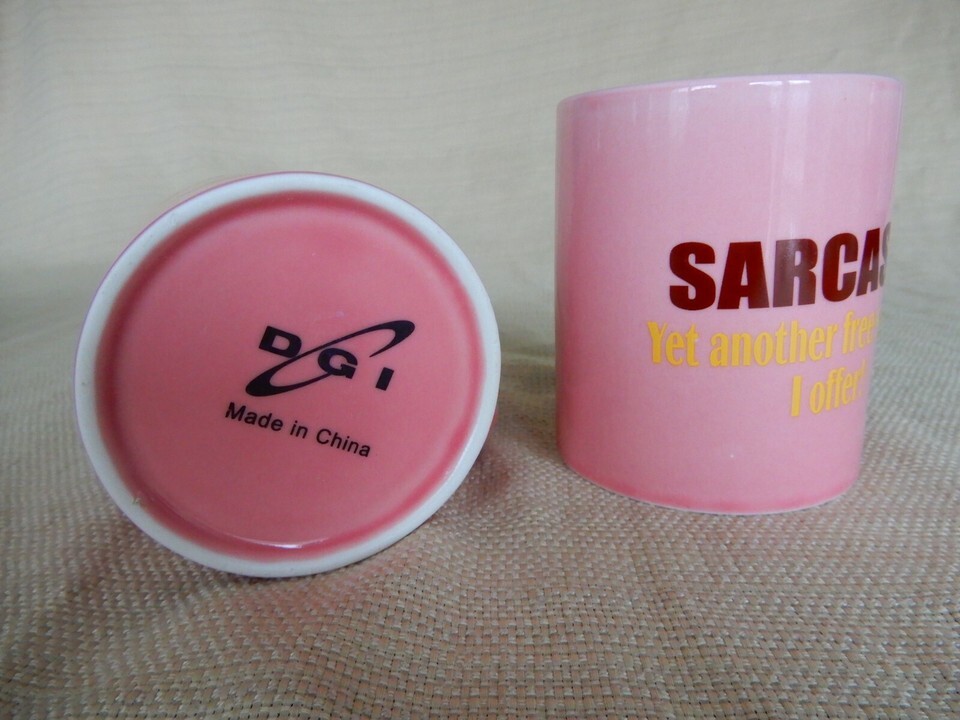 DGI
Made in China
SARCAS
Yet another free
I offer!